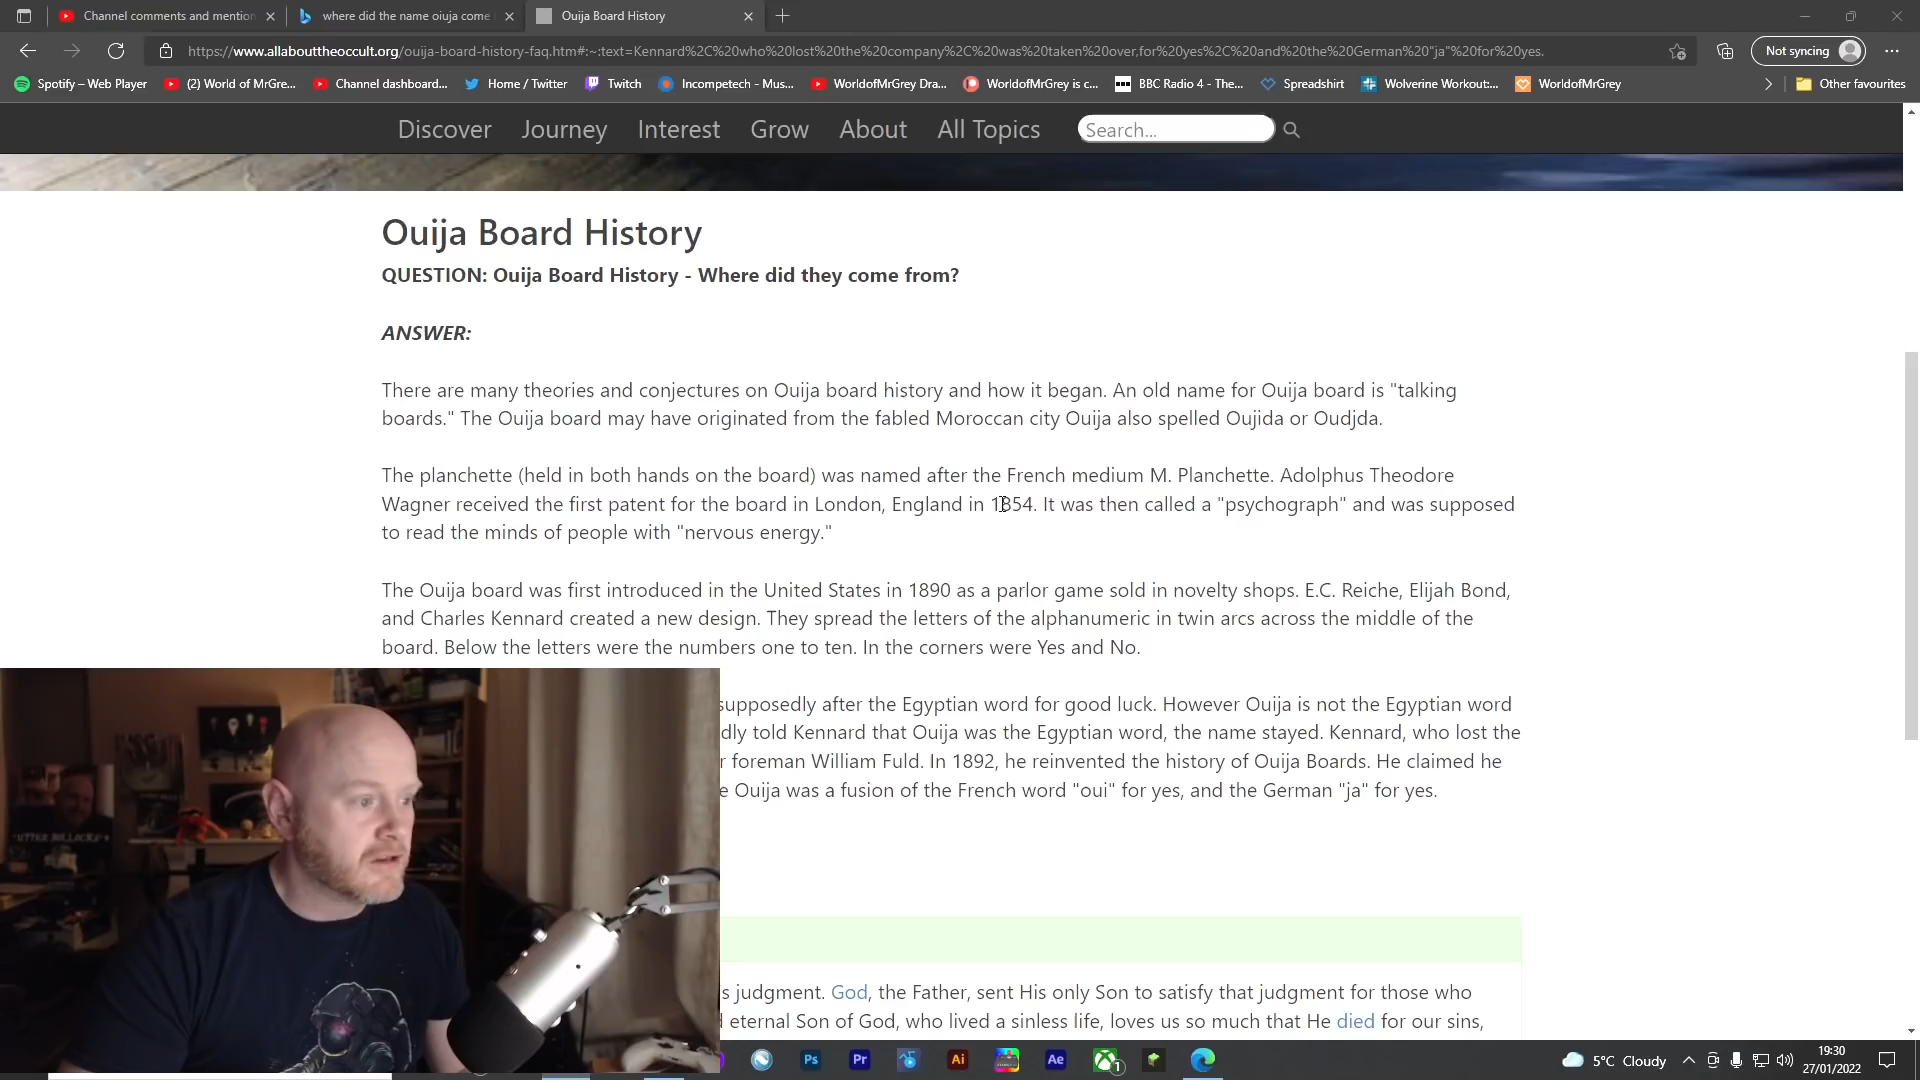 Channel comments and mention
where did the name oiuja come
Ouija Board History
https://www.allabouttheoccult.org/ouija-board-history-faq.htm#:~:text=Kennard%2C%20who%20lost%20the%20company%2C%20was%20taken%20over,for%20yes%2C%20and%20the%20German%20"ja"%20for%20yes.
Not syncing
Spotify – Web Player
(2) World of MrGre...
Channel dashboard...
Home / Twitter
Twitch
Incompetech - Mus...
WorldofMrGrey Dra...
WorldofMrGrey is c...
BBC Radio 4 - The...
Spreadshirt
Wolverine Workout:...
WorldofMrGrey
Other favourites
Discover Journey Interest Grow About All Topics Search...
Ouija Board History
QUESTION: Ouija Board History - Where did they come from?
ANSWER:
There are many theories and conjectures on Ouija board history and how it began. An old name for Ouija board is "talking
boards." The Ouija board may have originated from the fabled Moroccan city Ouija also spelled Oujida or Oudjda.
The planchette (held in both hands on the board) was named after the French medium M. Planchette. Adolphus Theodore
Wagner received the first patent for the board in London, England in 1854. It was then called a "psychograph" and was supposed
to read the minds of people with "nervous energy."
The Ouija board was first introduced in the United States in 1890 as a parlor game sold in novelty shops. E.C. Reiche, Elijah Bond,
and Charles Kennard created a new design. They spread the letters of the alphanumeric in twin arcs across the middle of the
board. Below the letters were the numbers one to ten. In the corners were Yes and No.
supposedly after the Egyptian word for good luck. However Ouija is not the Egyptian word
dly told Kennard that Ouija was the Egyptian word, the name stayed. Kennard, who lost the
r foreman William Fuld. In 1892, he reinvented the history of Ouija Boards. He claimed he
e Ouija was a fusion of the French word "oui" for yes, and the German "ja" for yes.
s judgment. God, the Father, sent His only Son to satisfy that judgment for those who
d eternal Son of God, who lived a sinless life, loves us so much that He died for our sins,
UTTER BOLLOCKS
Ps
Pr
Ai
Ae
1
5°C Cloudy
19:30
27/01/2022